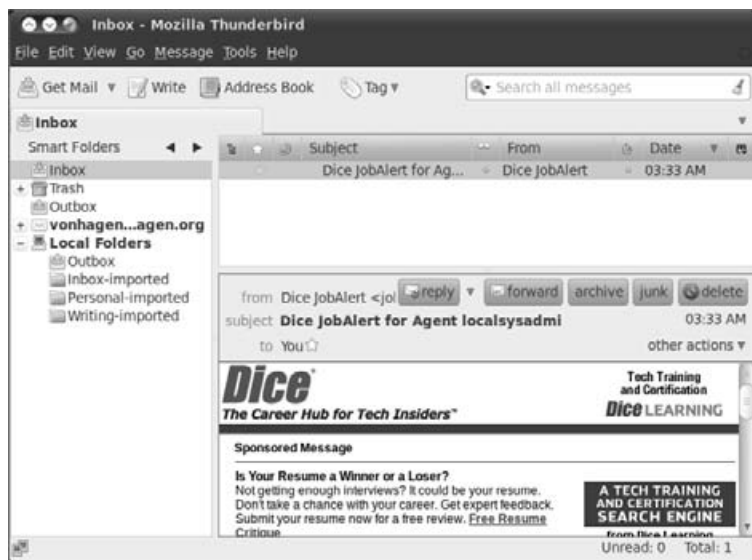 Inbox - Mozilla Thunderbird
File Edit View Go Message Tools Help
Get Mail Write Address Book Tag Search all messages
Inbox
Smart Folders
Inbox
Trash
Outbox
vonhagen...agen.org
Local Folders
Outbox
Inbox-imported
Personal-imported
Writing-imported
Subject From Date
Dice JobAlert for Ag... Dice JobAlert 03:33 AM
from Dice JobAlert <jo reply forward archive junk delete
subject Dice JobAlert for Agent localsysadmi 03:33 AM
to You other actions
Dice®
The Career Hub for Tech Insiders™
Tech Training
and Certification
Dice LEARNING
Sponsored Message
Is Your Resume a Winner or a Loser?
Not getting enough interviews? It could be your resume.
Don't take a chance with your career. Get expert feedback.
Submit your resume now for a free review. Free Resume
Critique
A TECH TRAINING
AND CERTIFICATION
SEARCH ENGINE
from Dice Learning
Unread: 0 Total: 1